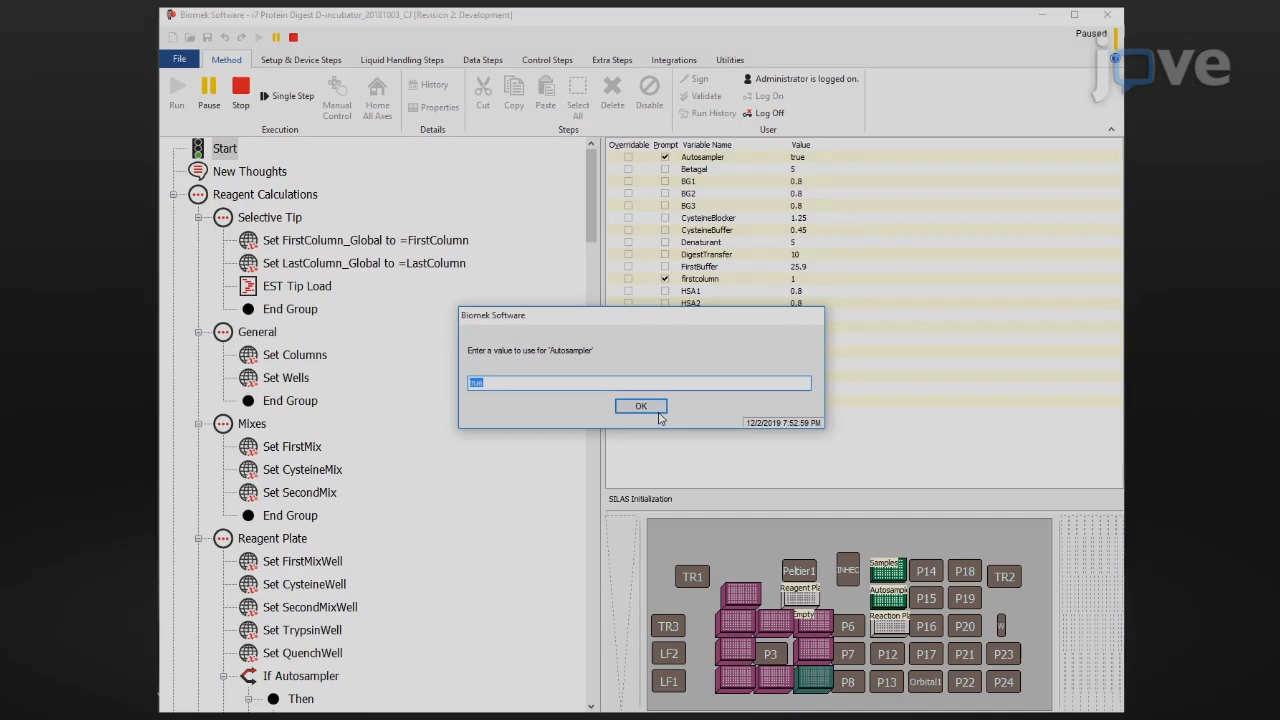 Biomek Software - i7 Protein Digest D-incubator_20181003_CJ [Revision 2: Development]
Paused
jove
File Method Setup & Device Steps Liquid Handling Steps Data Steps Control Steps Extra Steps Integrations Utilities
Run Pause Stop Single Step Manual Control Home All Axes History Properties Cut Copy Paste Select All Delete Disable Sign Validate Run History Administrator is logged on. Log On Log Off
Execution Details Steps User
Start
New Thoughts
Reagent Calculations
Selective Tip
Set FirstColumn_Global to =FirstColumn
Set LastColumn_Global to =LastColumn
EST Tip Load
End Group
General
Set Columns
Set Wells
End Group
Mixes
Set FirstMix
Set CysteineMix
Set SecondMix
End Group
Reagent Plate
Set FirstMixWell
Set CysteineWell
Set SecondMixWell
Set TrypsinWell
Set QuenchWell
If Autosampler
Then
Overridable Prompt Variable Name Value
Autosampler true
Betagal 5
BG1 0.8
BG2 0.8
BG3 0.8
CysteineBlocker 1.25
CysteineBuffer 0.45
Denaturant 5
DigestTransfer 10
FirstBuffer 25.9
firstcolumn 1
HSA1 0.8
HSA2 0.8
Biomek Software
Enter a value to use for 'Autosampler'
true
OK
12/2/2019 7:52:59 PM
SILAS Initialization
TR1 Peltier1 INHEC Samples P14 P18 TR2
Reagent Pla Autosampl P15 P19
TR3 Empty P6 Reaction Pl P16 P20 W
LF2 P3 P7 P12 P17 P21 P23
LF1 P8 P13 Orbital1 P22 P24